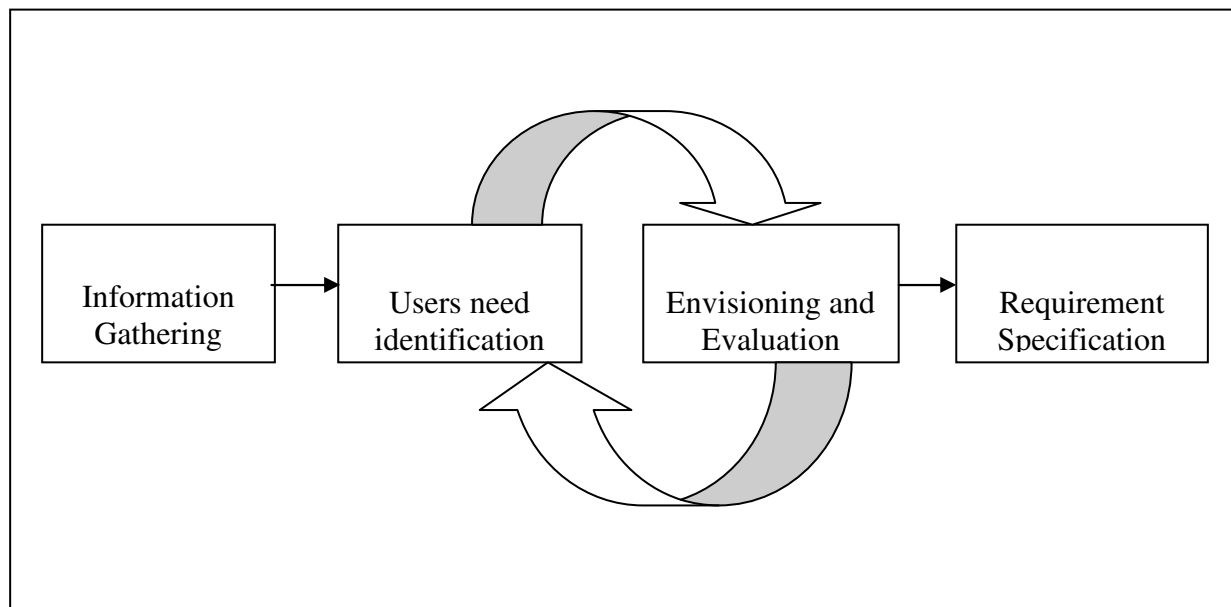 Information
Gathering
Users need
identification
Envisioning and
Evaluation
Requirement
Specification